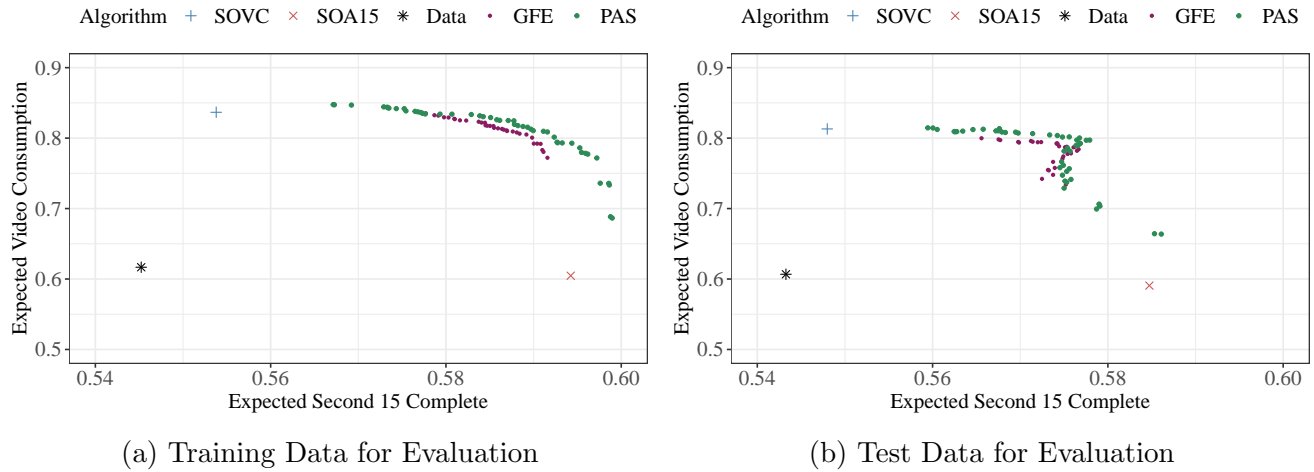 Algorithm SOVC SOA15 Data GFE PAS
Expected Video Consumption
0.9
0.8
0.7
0.6
0.5
0.54 0.56 0.58 0.60
Expected Second 15 Complete
(a) Training Data for Evaluation
Algorithm SOVC SOA15 Data GFE PAS
Expected Video Consumption
0.9
0.8
0.7
0.6
0.5
0.54 0.56 0.58 0.60
Expected Second 15 Complete
(b) Test Data for Evaluation